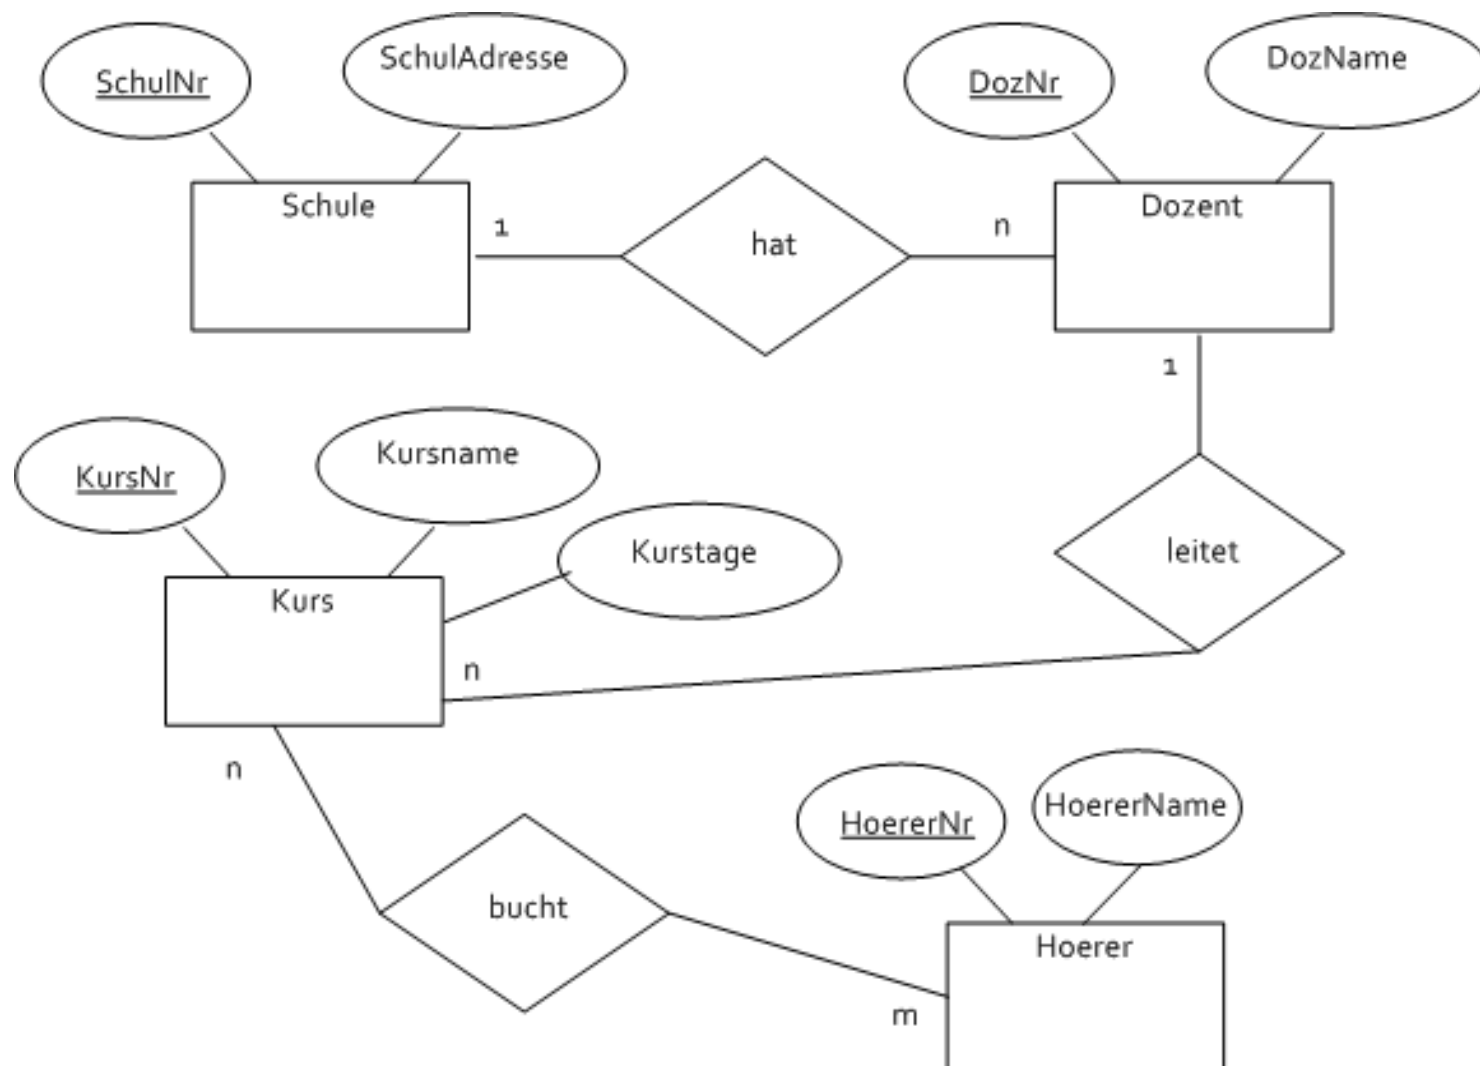 SchulNr
SchulAdresse
DozNr
DozName
Schule
1
hat
n
Dozent
1
KursNr
Kursname
Kurstage
leitet
Kurs
n
n
HoererNr
HoererName
bucht
Hoerer
m